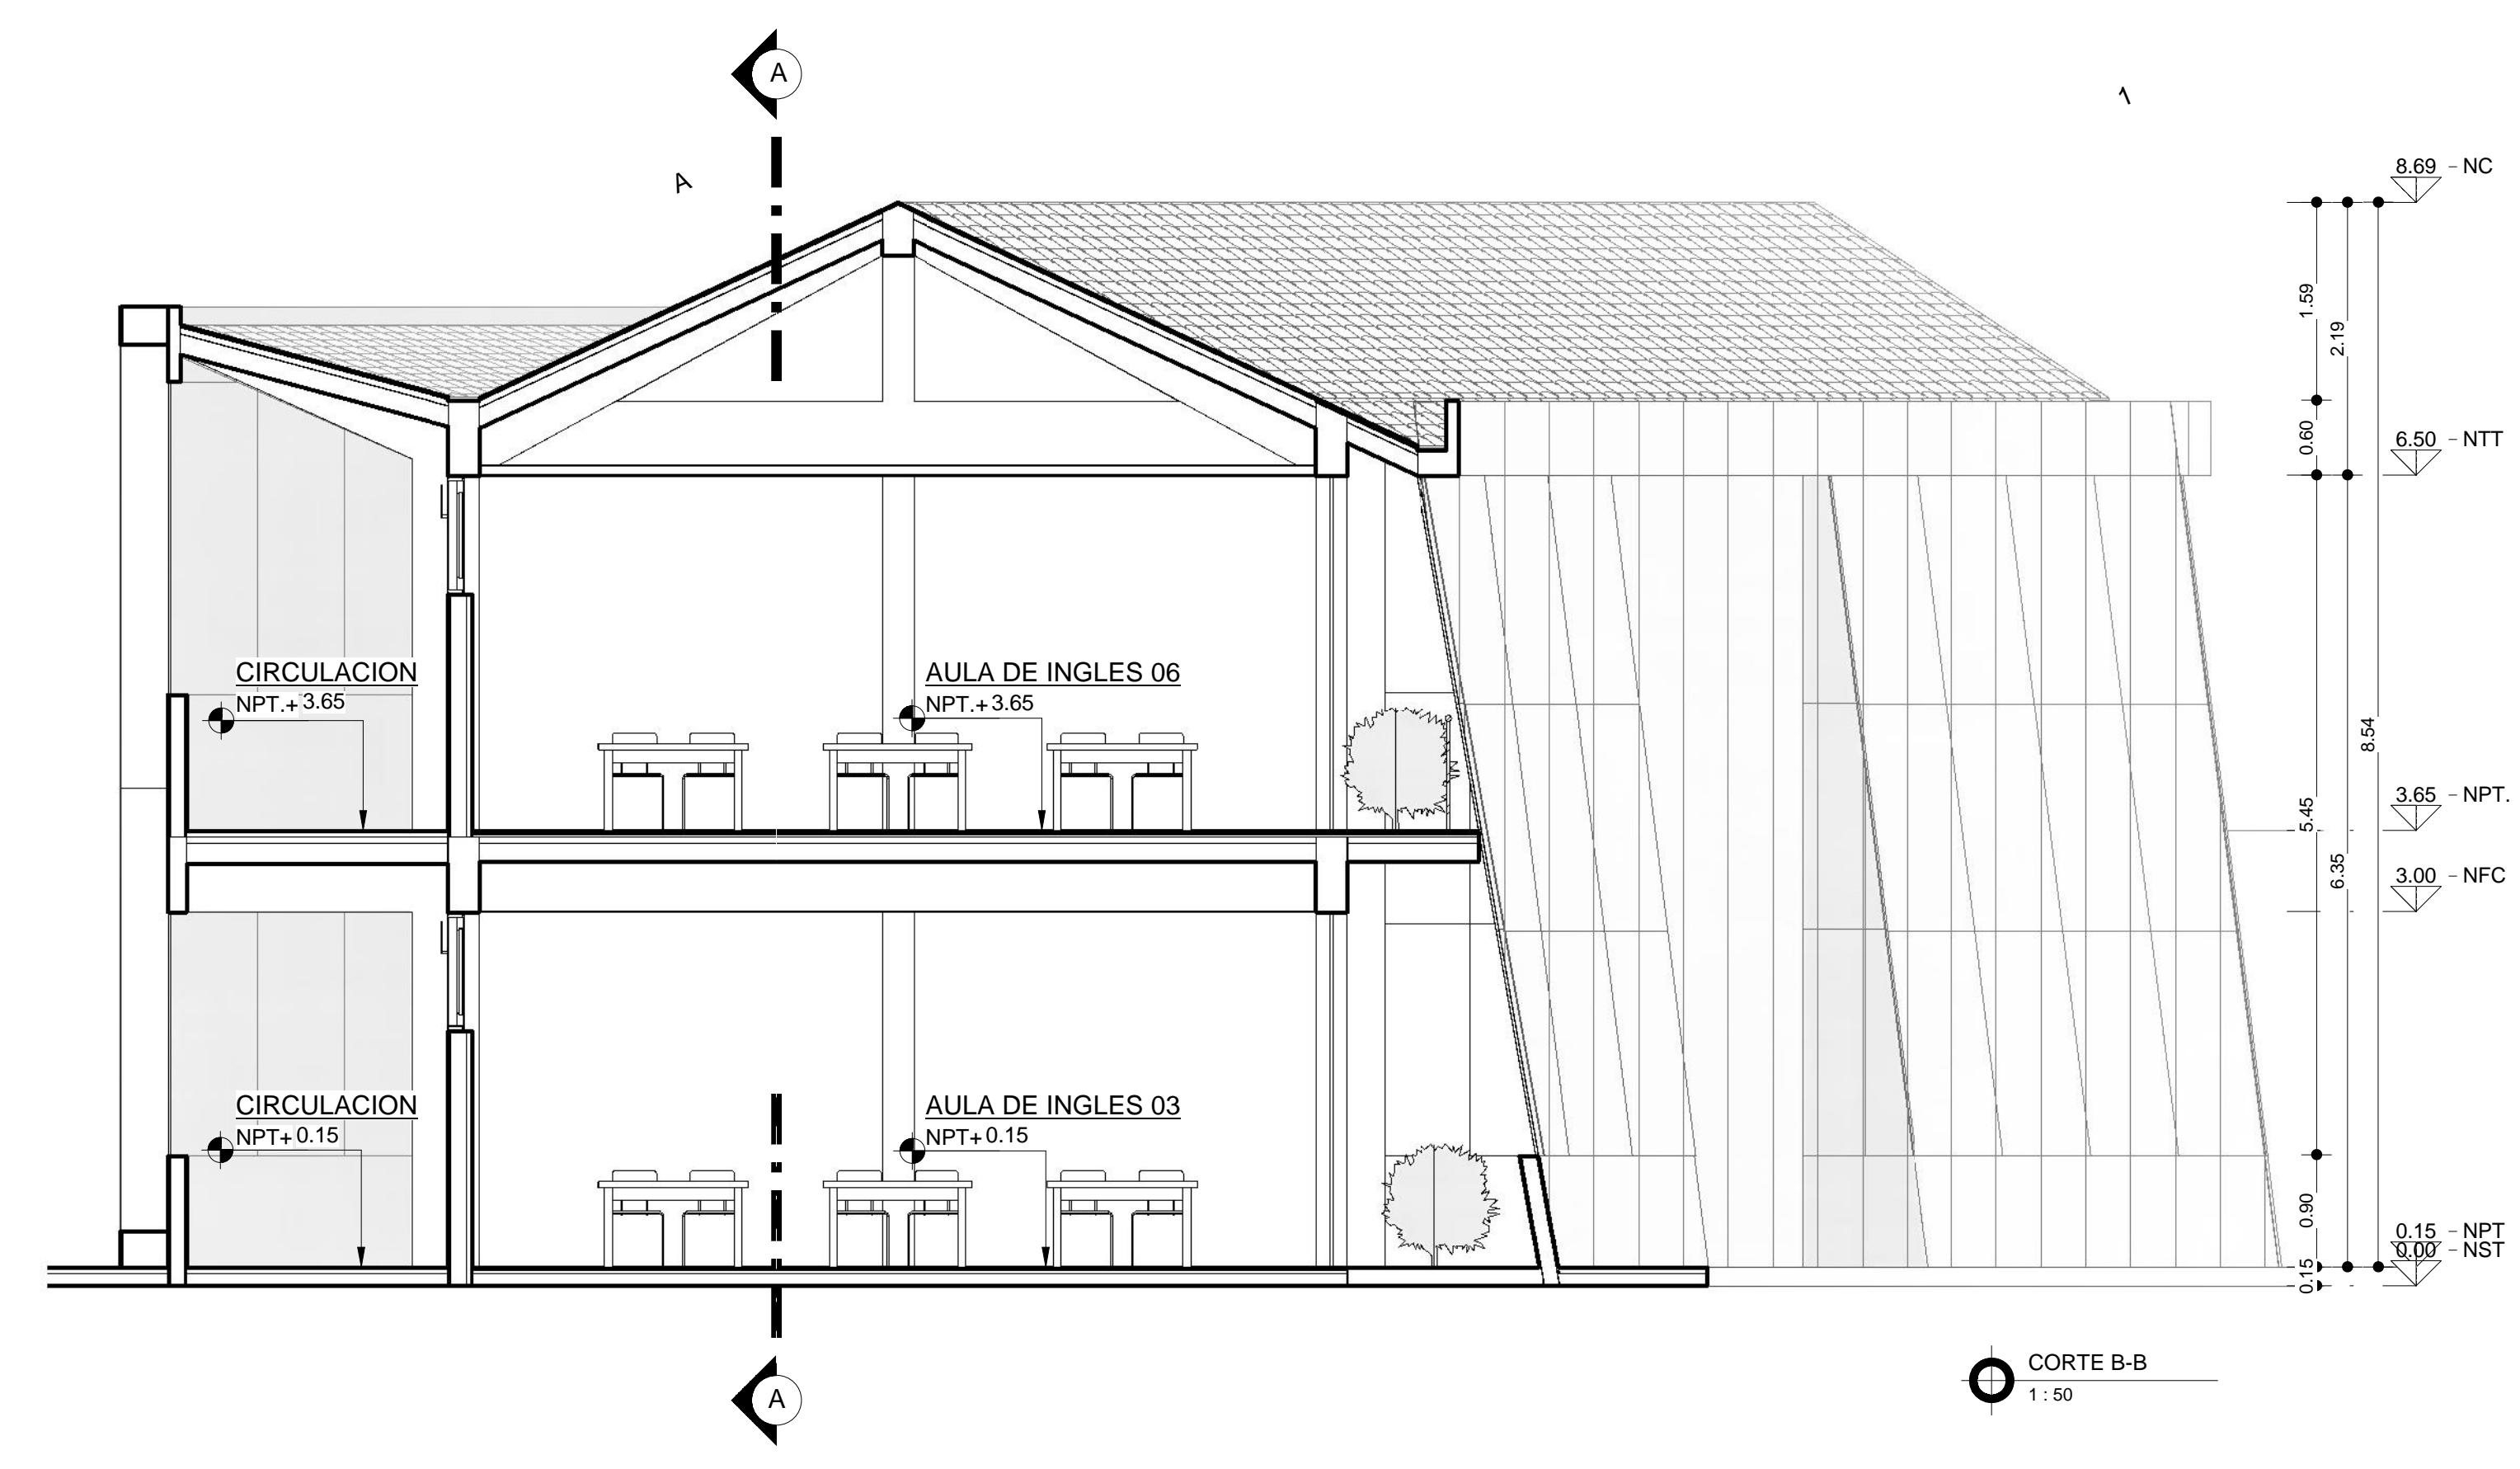 A
1
A
8.69 - NC
1.59
2.19
0.60
6.50 - NTT
CIRCULACION
NPT.+ 3.65
AULA DE INGLES 06
NPT.+ 3.65
8.54
5.45
3.65 - NPT.
6.35
3.00 - NFC
CIRCULACION
NPT+ 0.15
AULA DE INGLES 03
NPT+ 0.15
0.90
0.15 - NPT
0.00 - NST
0.15
CORTE B-B
1 : 50
A